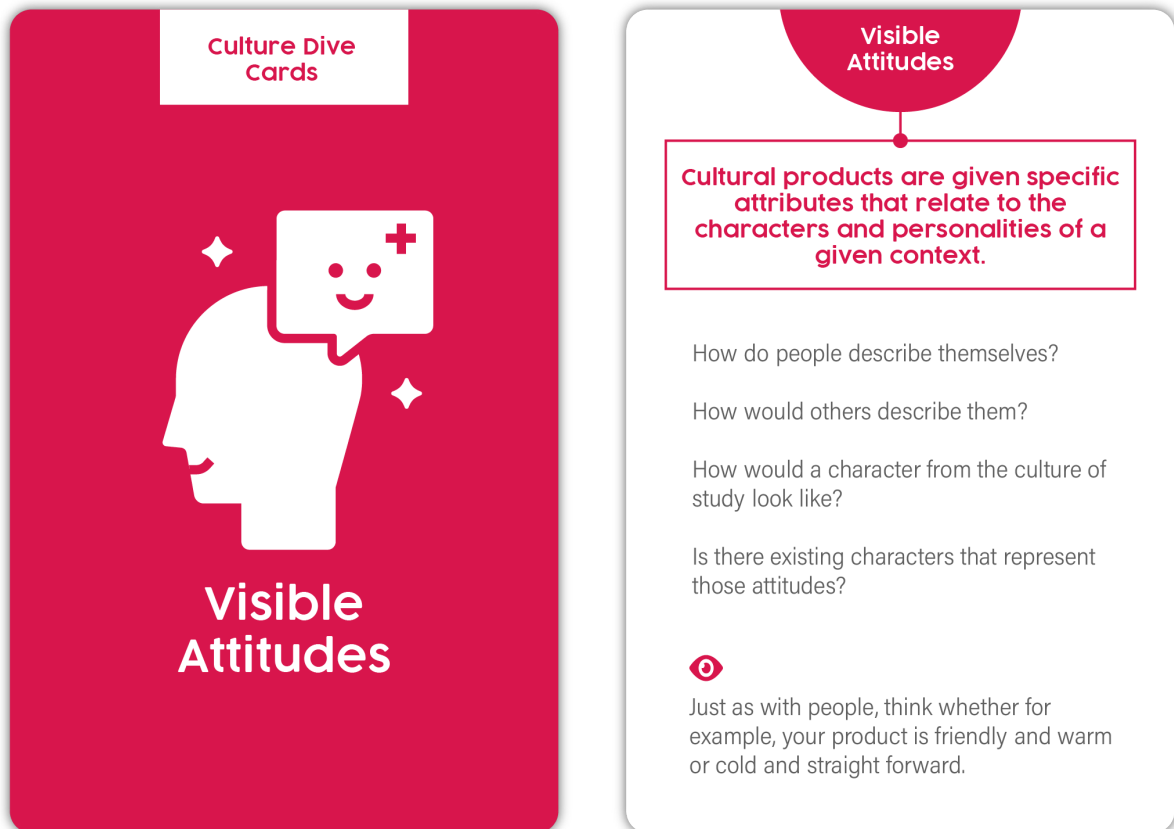 Culture Dive
Cards
Visible
Attitudes
Visible
Attitudes
Cultural products are given specific
attributes that relate to the
characters and personalities of a
given context.
How do people describe themselves?
How would others describe them?
How would a character from the culture of
study look like?
Is there existing characters that represent
those attitudes?
Just as with people, think whether for
example, your product is friendly and warm
or cold and straight forward.